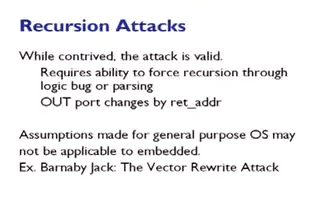 Recursion Attacks
While contrived, the attack is valid.
Requires ability to force recursion through
logic bug or parsing
OUT port changes by ret_addr
Assumptions made for general purpose OS may
not be applicable to embedded.
Ex. Barnaby Jack: The Vector Rewrite Attack